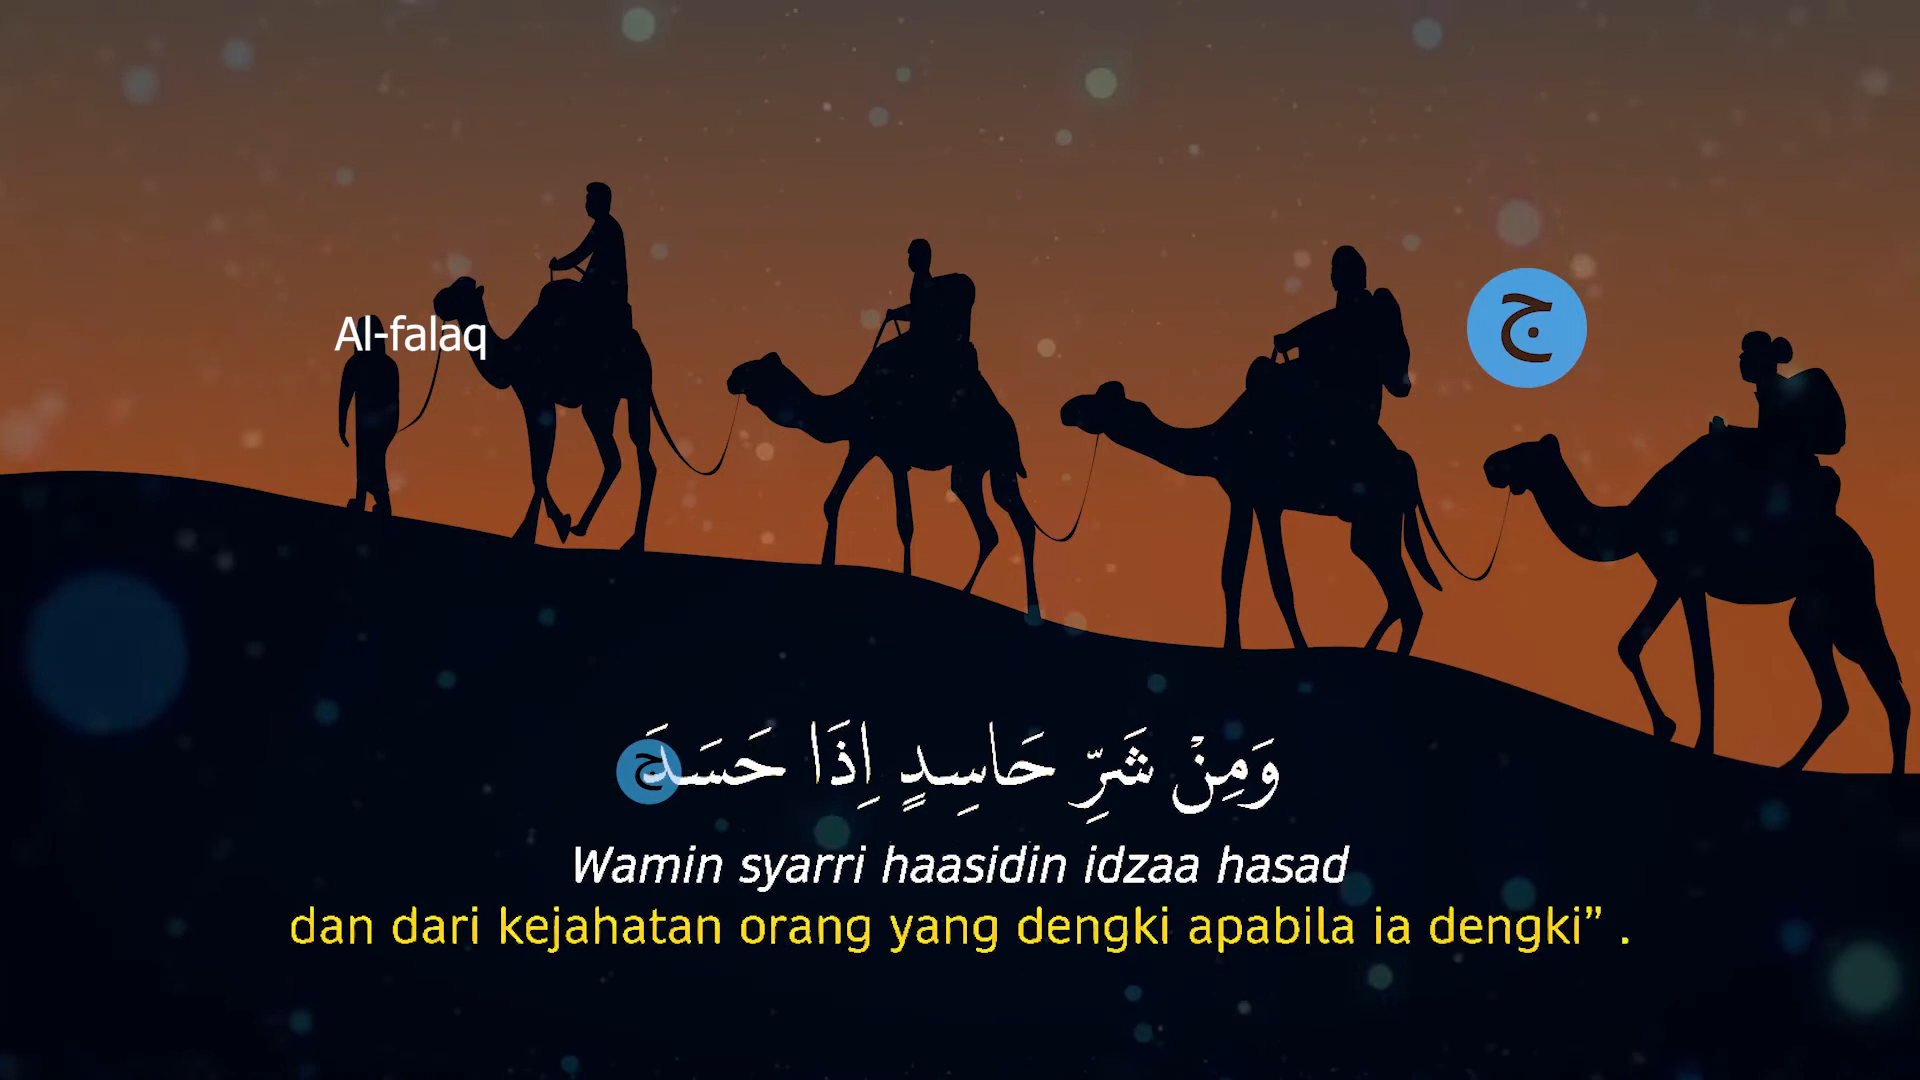 Al-falaq
ج
وَمِنْ شَرِّ حَاسِدٍ اِذَا حَسَدَ ج
Wamin syarri haasidin idzaa hasad
dan dari kejahatan orang yang dengki apabila ia dengki” .